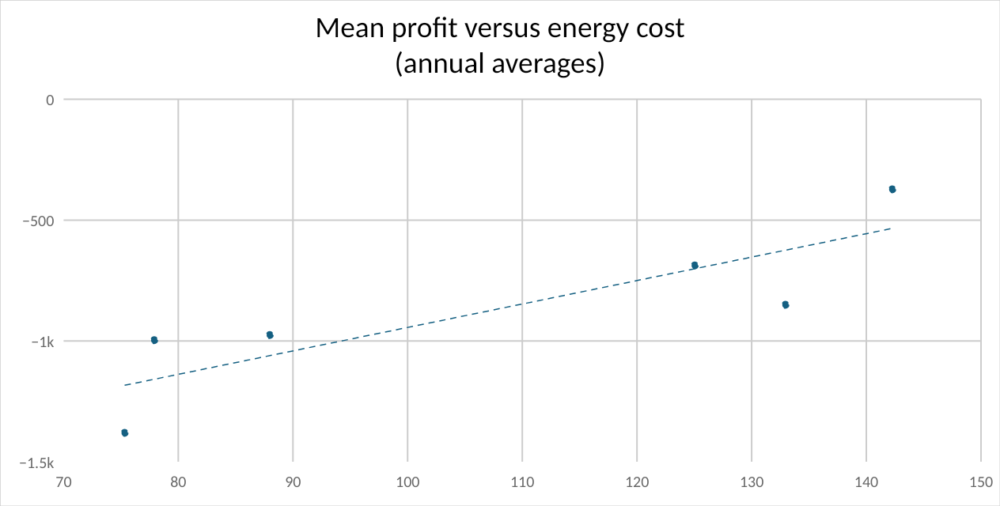 Mean profit versus energy cost
(annual averages)
0
−500
−1k
−1.5k
70 80 90 100 110 120 130 140 150